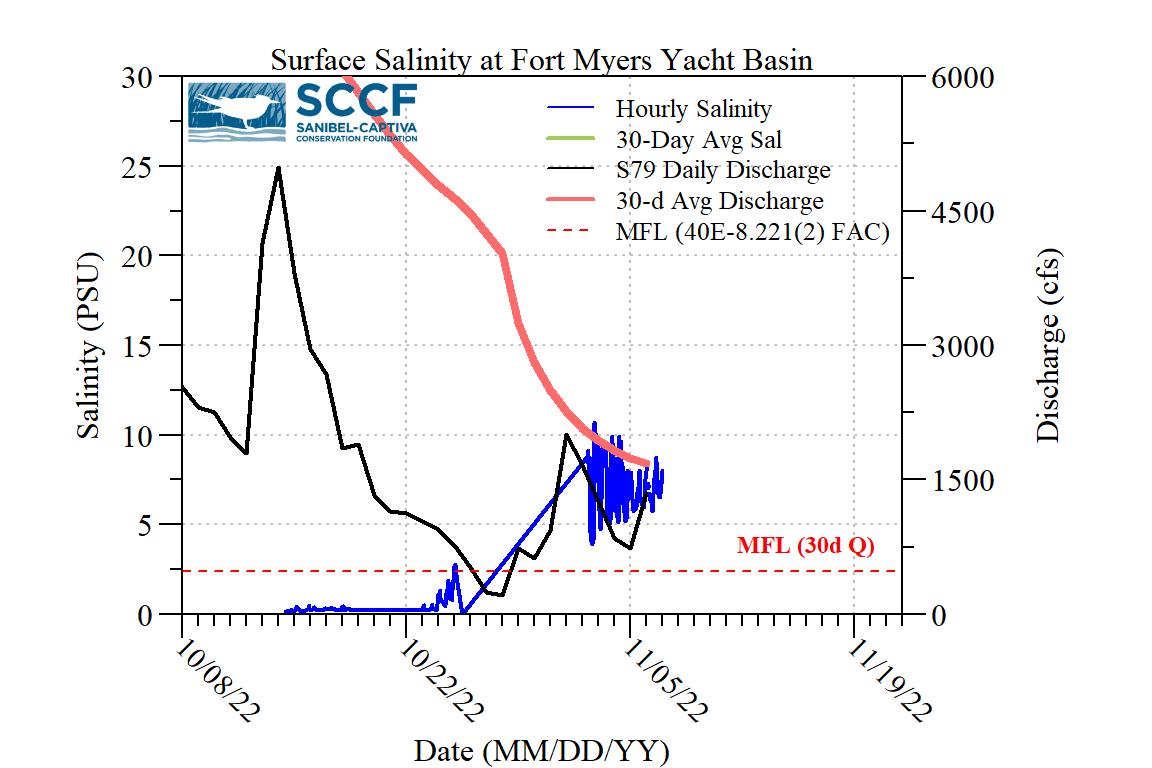 Surface Salinity at Fort Myers Yacht Basin
SCCF
SANIBEL-CAPTIVA
CONSERVATION FOUNDATION
Hourly Salinity
30-Day Avg Sal
S79 Daily Discharge
30-d Avg Discharge
MFL (40E-8.221(2) FAC)
30
25
20
15
10
5
0
Salinity (PSU)
6000
4500
3000
1500
0
Discharge (cfs)
MFL (30d Q)
10/08/22
10/22/22
11/05/22
11/19/22
Date (MM/DD/YY)